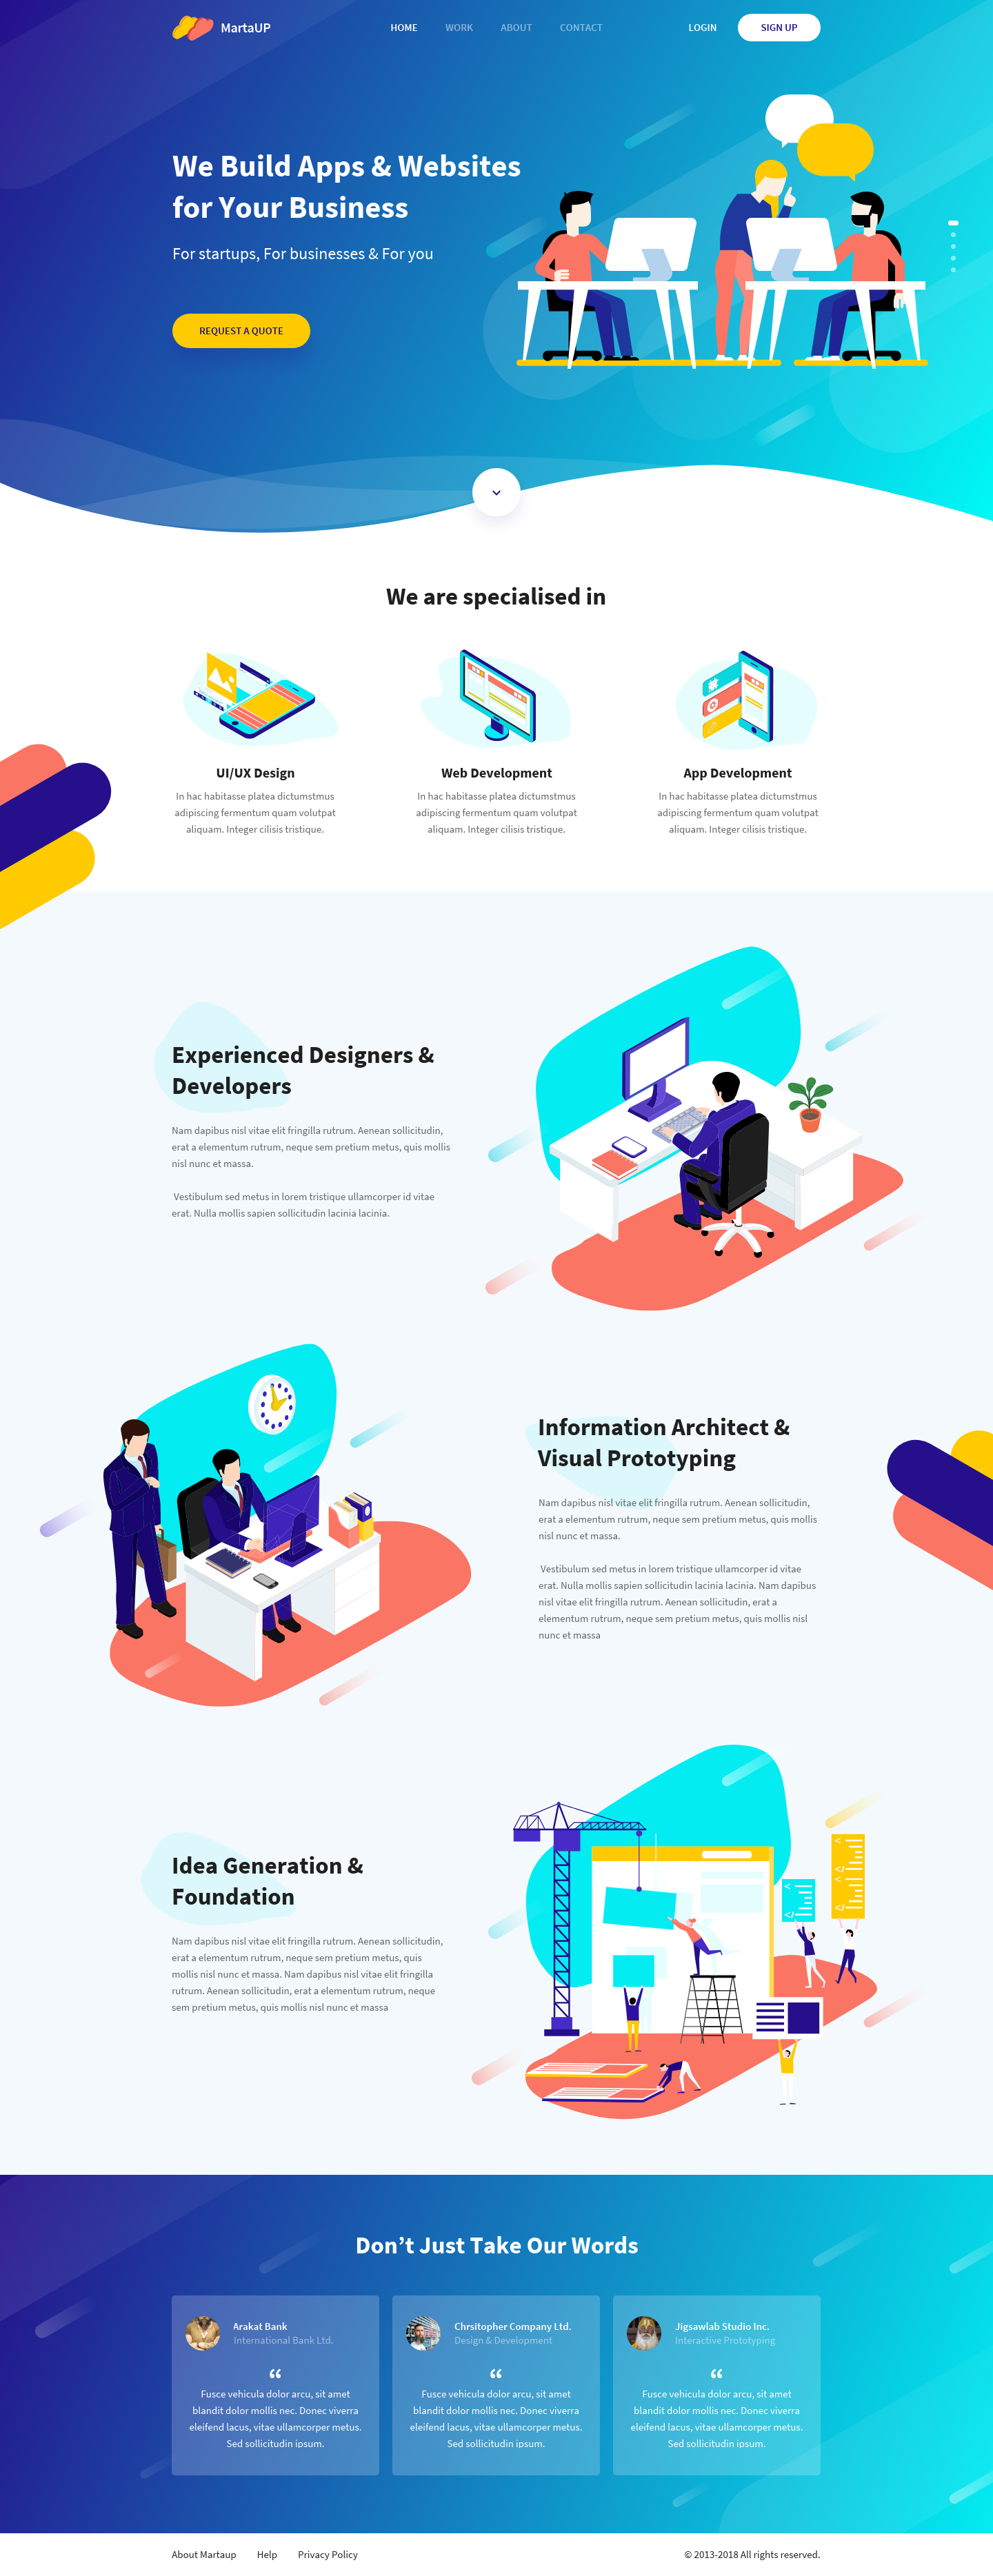 MartaUP
HOME WORK ABOUT CONTACT LOGIN SIGN UP
We Build Apps & Websites
for Your Business
For startups, For businesses & For you
REQUEST A QUOTE
We are specialised in
UI/UX Design
In hac habitasse platea dictumstmus
adipiscing fermentum quam volutpat
aliquam. Integer cilisis tristique.
Web Development
In hac habitasse platea dictumstmus
adipiscing fermentum quam volutpat
aliquam. Integer cilisis tristique.
App Development
In hac habitasse platea dictumstmus
adipiscing fermentum quam volutpat
aliquam. Integer cilisis tristique.
Experienced Designers &
Developers
Nam dapibus nisl vitae elit fringilla rutrum. Aenean sollicitudin,
erat a elementum rutrum, neque sem pretium metus, quis mollis
nisl nunc et massa.
Vestibulum sed metus in lorem tristique ullamcorper id vitae
erat. Nulla mollis sapien sollicitudin lacinia lacinia.
Information Architect &
Visual Prototyping
Nam dapibus nisl vitae elit fringilla rutrum. Aenean sollicitudin,
erat a elementum rutrum, neque sem pretium metus, quis mollis
nisl nunc et massa.
Vestibulum sed metus in lorem tristique ullamcorper id vitae
erat. Nulla mollis sapien sollicitudin lacinia lacinia. Nam dapibus
nisl vitae elit fringilla rutrum. Aenean sollicitudin, erat a
elementum rutrum, neque sem pretium metus, quis mollis nisl
nunc et massa
Idea Generation &
Foundation
Nam dapibus nisl vitae elit fringilla rutrum. Aenean sollicitudin,
erat a elementum rutrum, neque sem pretium metus, quis
mollis nisl nunc et massa. Nam dapibus nisl vitae elit fringilla
rutrum. Aenean sollicitudin, erat a elementum rutrum, neque
sem pretium metus, quis mollis nisl nunc et massa
Don’t Just Take Our Words
Arakat Bank
International Bank Ltd.
“
Fusce vehicula dolor arcu, sit amet
blandit dolor mollis nec. Donec viverra
eleifend lacus, vitae ullamcorper metus.
Sed sollicitudin ipsum.
Chrsitopher Company Ltd.
Design & Development
“
Fusce vehicula dolor arcu, sit amet
blandit dolor mollis nec. Donec viverra
eleifend lacus, vitae ullamcorper metus.
Sed sollicitudin ipsum.
Jigsawlab Studio Inc.
Interactive Prototyping
“
Fusce vehicula dolor arcu, sit amet
blandit dolor mollis nec. Donec viverra
eleifend lacus, vitae ullamcorper metus.
Sed sollicitudin ipsum.
About Martaup Help Privacy Policy © 2013-2018 All rights reserved.